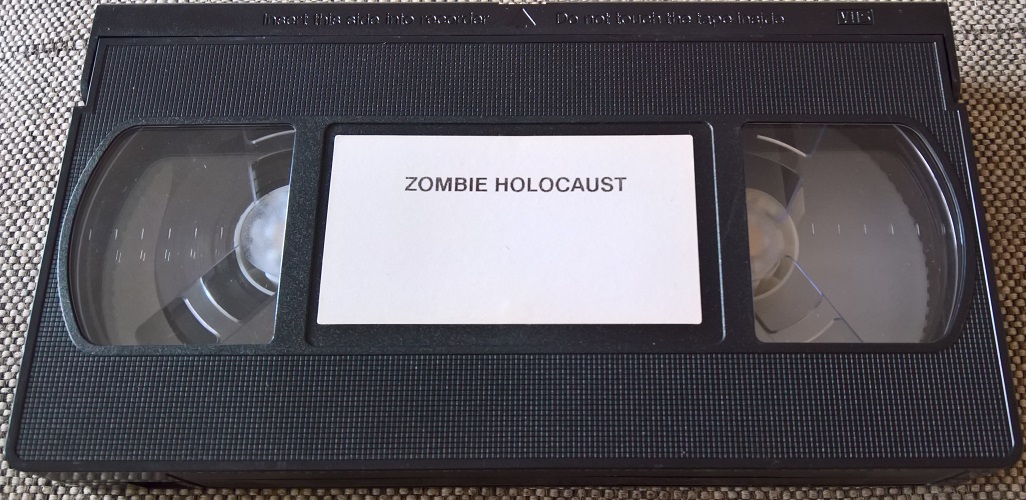 Insert this side into recorder Do not touch the tape inside VHS
ZOMBIE HOLOCAUST